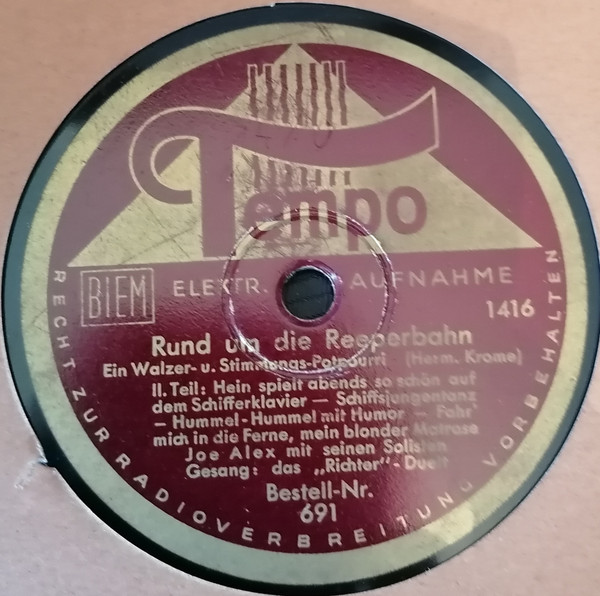 Tempo
BIEM
ELEKTR. AUFNAHME
1416
Rund um die Reeperbahn
Ein Walzer- u. Stimmungs-Potpourri (Herm. Krome)
II. Teil: Hein spielt abends so schön auf
dem Schifferklavier – Schiffsjungentanz
– Hummel-Hummel mit Humor – Fahr'
mich in die Ferne, mein blonder Matrose
Joe Alex mit seinen Solisten
Gesang: das „Richter"-Duett
Bestell-Nr.
691
RECHT ZUR RADIOVERBREITUNG VORBEHALTEN